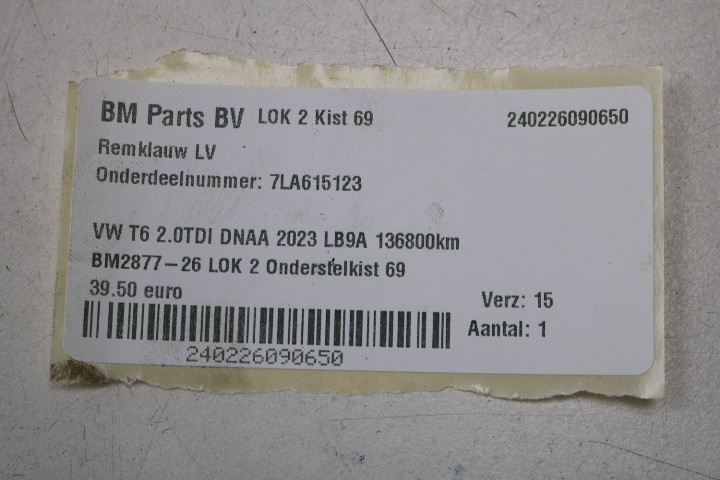 BM Parts BV LOK 2 Kist 69 240226090650
Remklauw LV
Onderdeelnummer: 7LA615123
VW T6 2.0TDI DNAA 2023 LB9A 136800km
BM2877-26 LOK 2 Onderstelkist 69
39.50 euro Verz: 15
Aantal: 1
240226090650